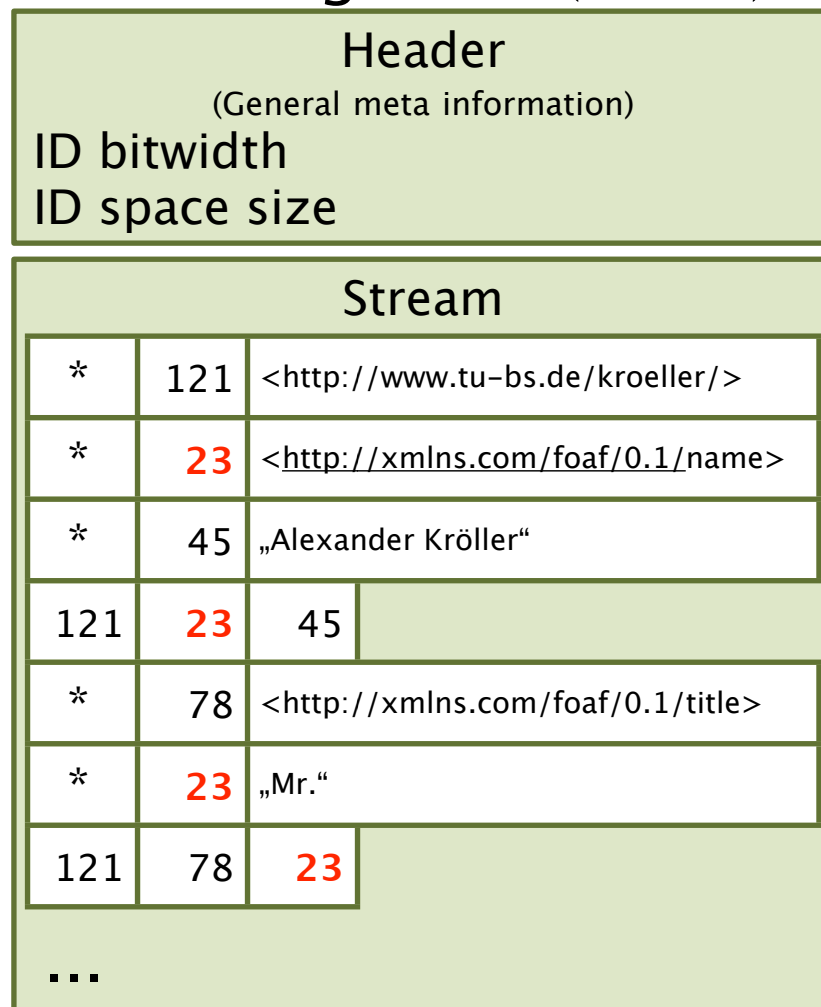 Header
(General meta information)
ID bitwidth
ID space size
Stream
* 121 <http://www.tu-bs.de/kroeller/>
* 23 <http://xmlns.com/foaf/0.1/name>
* 45 „Alexander Kröller“
121 23 45
* 78 <http://xmlns.com/foaf/0.1/title>
* 23 „Mr.“
121 78 23
...